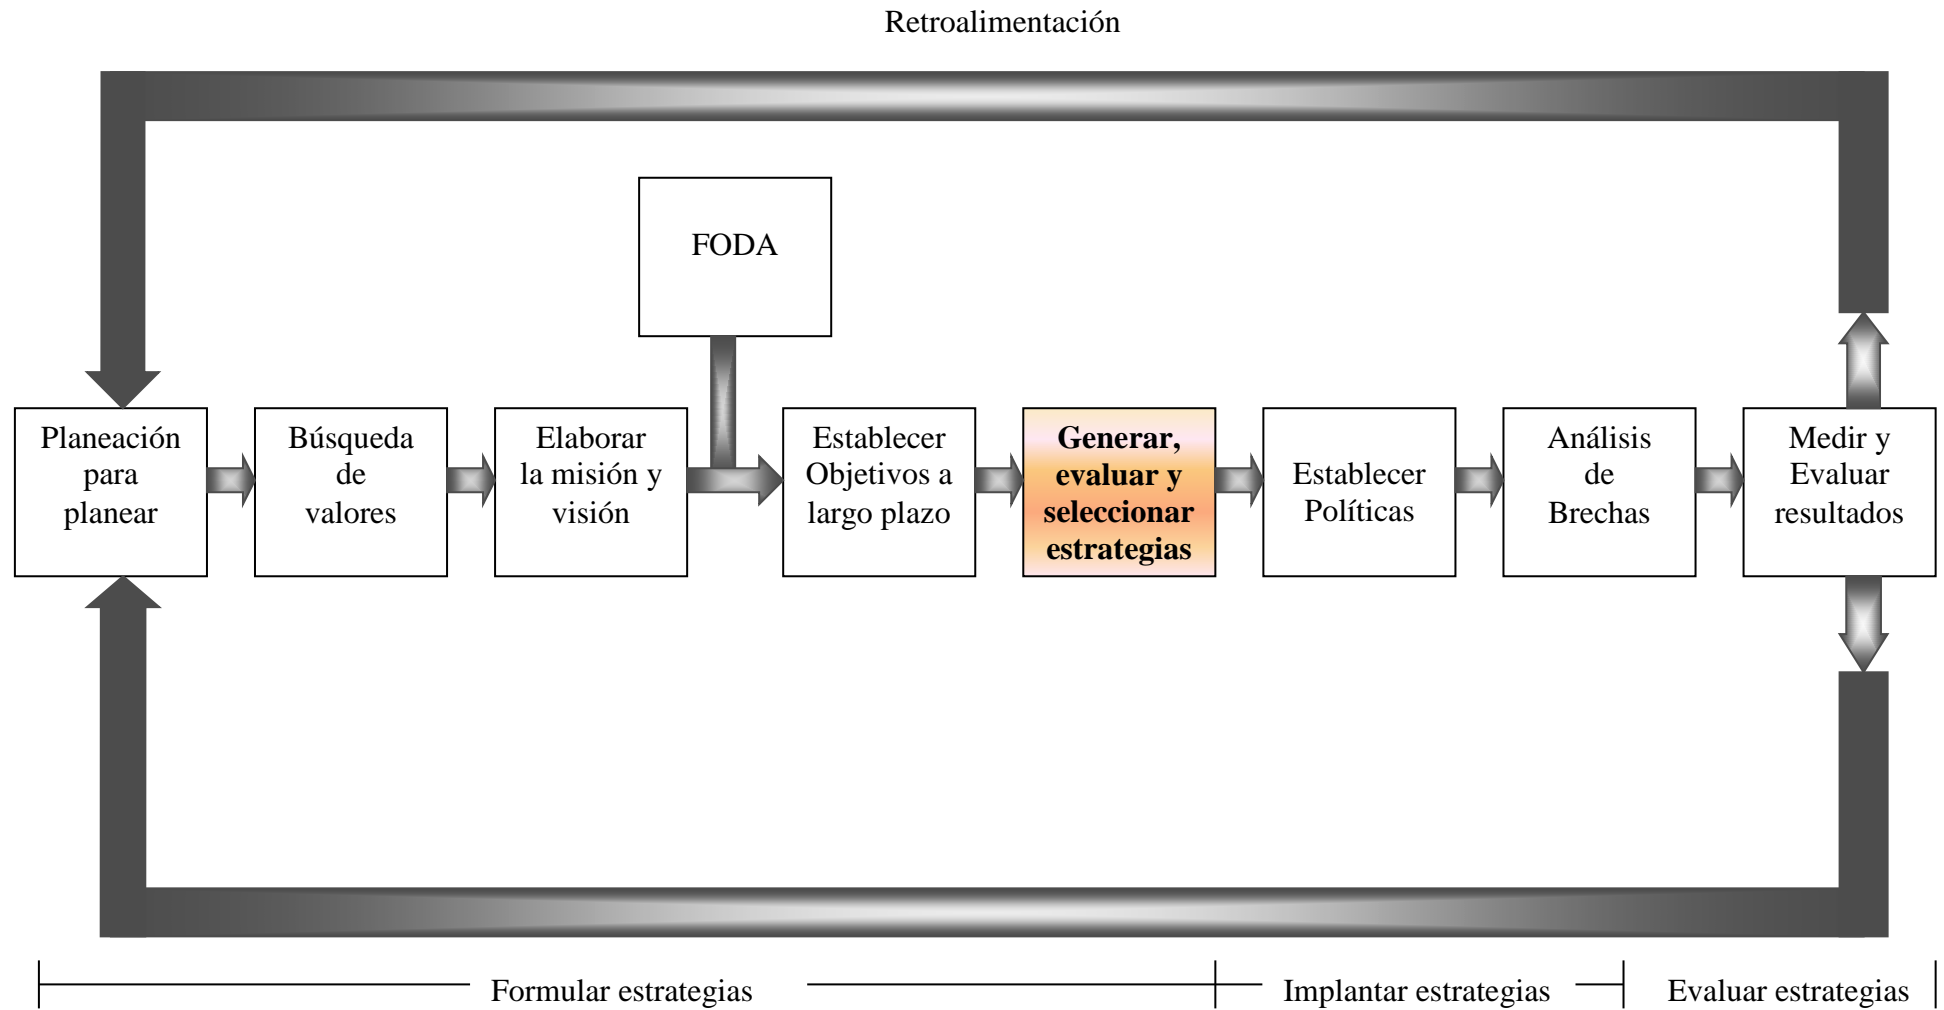 Retroalimentación
FODA
Planeación
para
planear
Búsqueda
de
valores
Elaborar
la misión y
visión
Establecer
Objetivos a
largo plazo
Generar,
evaluar y
seleccionar
estrategias
Establecer
Políticas
Análisis
de
Brechas
Medir y
Evaluar
resultados
Formular estrategias
Implantar estrategias
Evaluar estrategias